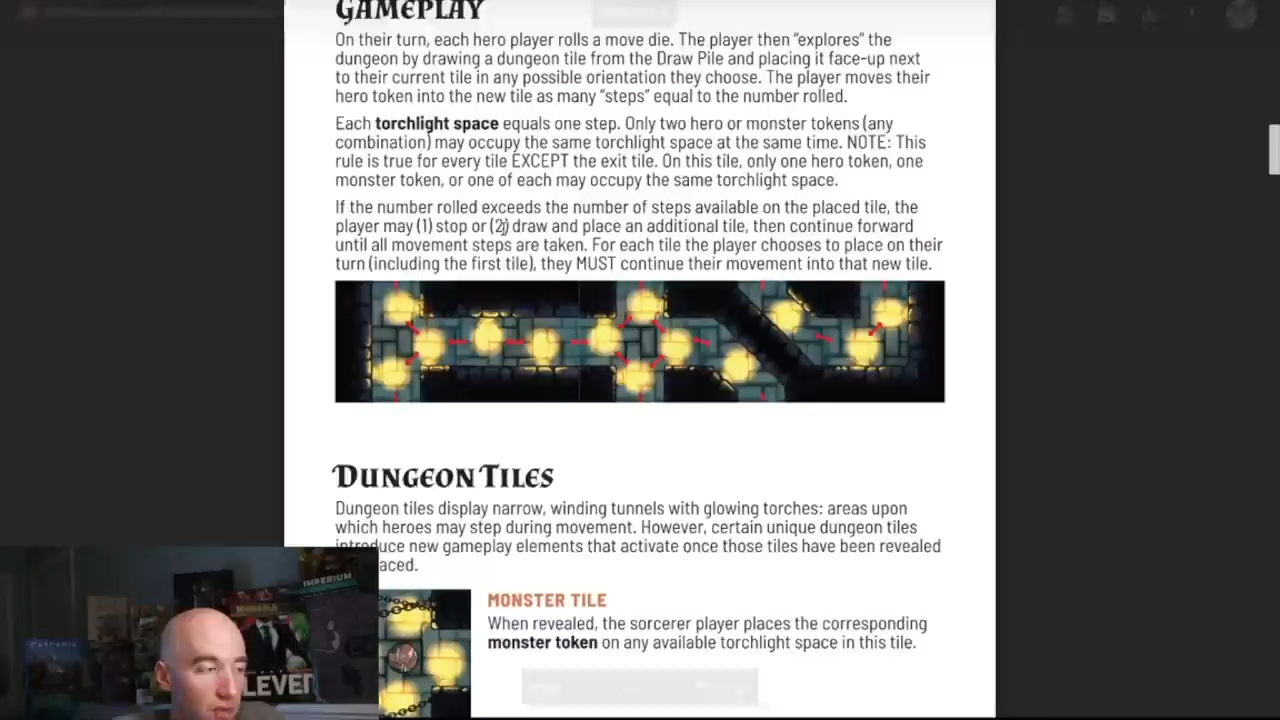 GAMEPLAY
On their turn, each hero player rolls a move die. The player then "explores" the
dungeon by drawing a dungeon tile from the Draw Pile and placing it face-up next
to their current tile in any possible orientation they choose. The player moves their
hero token into the new tile as many "steps" equal to the number rolled.
Each torchlight space equals one step. Only two hero or monster tokens (any
combination) may occupy the same torchlight space at the same time. NOTE: This
rule is true for every tile EXCEPT the exit tile. On this tile, only one hero token, one
monster token, or one of each may occupy the same torchlight space.
If the number rolled exceeds the number of steps available on the placed tile, the
player may (1) stop or (2) draw and place an additional tile, then continue forward
until all movement steps are taken. For each tile the player chooses to place on their
turn (including the first tile), they MUST continue their movement into that new tile.
DUNGEON TILES
Dungeon tiles display narrow, winding tunnels with glowing torches: areas upon
which heroes may step during movement. However, certain unique dungeon tiles
introduce new gameplay elements that activate once those tiles have been revealed
aced.
MONSTER TILE
When revealed, the sorcerer player places the corresponding
monster token on any available torchlight space in this tile.
IMPERIUM
CASCADIA
LEVEN